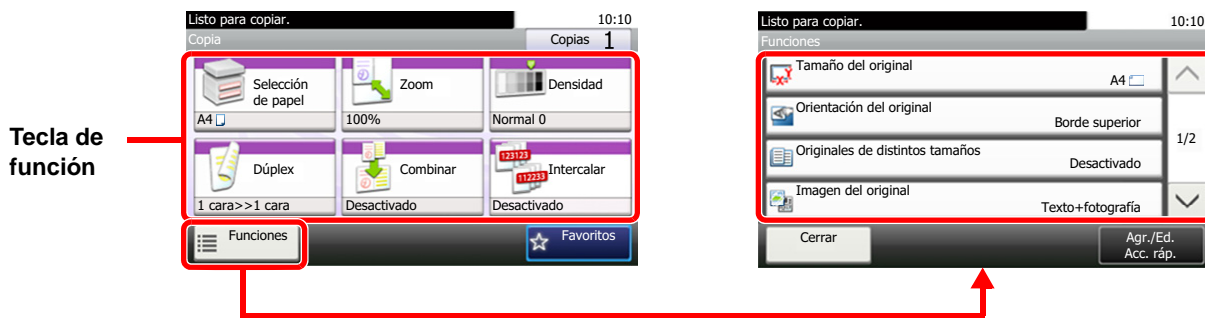 Tecla de
función
Listo para copiar. 10:10
Copia Copias 1
Selección
de papel
A4
Zoom
100%
Densidad
Normal 0
Dúplex
1 cara>>1 cara
Combinar
Desactivado
123123
112233
Intercalar
Desactivado
Funciones
Favoritos
Listo para copiar. 10:10
Funciones
Tamaño del original
A4
Orientación del original
Borde superior
Originales de distintos tamaños
Desactivado
Imagen del original
Texto+fotografía
1/2
Cerrar
Agr./Ed.
Acc. ráp.